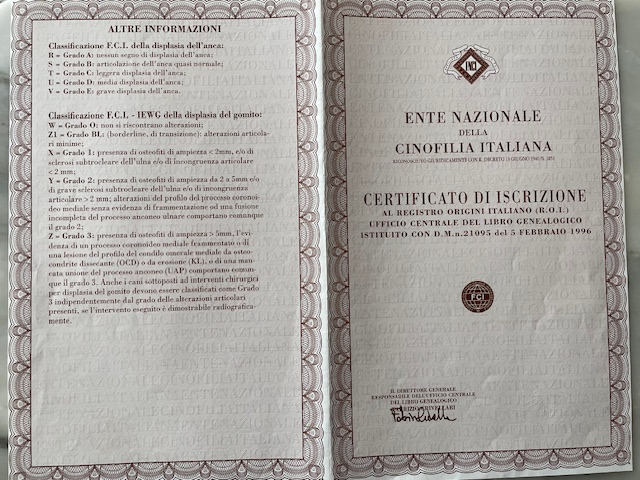 ALTRE INFORMAZIONI
Classificazione F.C.I. della displasia dell'anca:
R = Grado A: nessun segno di displasia dell'anca;
S = Grado B: articolazione dell'anca quasi normale;
T = Grado C: leggera displasia dell'anca;
U = Grado D: media displasia dell'anca;
V = Grado E: grave displasia dell'anca.
Classificazione F.C.I. - IEWG della displasia del gomito:
W = Grado O: non si riscontrano alterazioni;
Z1 = Grado BL: (borderline, di transizione): alterazioni articola-
ri minime;
X = Grado 1: presenza di osteofiti di ampiezza < 2mm, e/o di
sclerosi subtrocleare dell'ulna e/o di incongruenza articolare
< 2 mm;
Y = Grado 2: presenza di osteofiti di ampiezza da 2 a 5mm e/o
di grave sclerosi subtrocleare dell'ulna e/o di incongruenza
articolare > 2 mm; alterazioni del profilo del processo coronoi-
deo mediale senza evidenza di frammentazione od una fusione
incompleta del processo anconeo ulnare comportano comunque
il grado 2;
Z = Grado 3: presenza di osteofiti di ampiezza > 5mm, l'evi-
denza di un processo coronoideo mediale frammentato o di
una lesione del profilo del condilo omerale mediale da osteo-
condrite dissecante (OCD) o da erosione (KL), o di una man-
cata unione del processo anconeo (UAP) comportano comun-
que il grado 3. Anche i cani sottoposti ad interventi chirurgici
per displasia del gomito devono essere classificati come Grado
3 indipendentemente dal grado delle alterazioni articolari
presenti, se l'intervento eseguito è dimostrabile radiografica-
mente.
ENCI
ENTE NAZIONALE
DELLA
CINOFILIA ITALIANA
RICONOSCIUTO GIURIDICAMENTE CON R. DECRETO 13 GIUGNO 1940 N. 1051
CERTIFICATO DI ISCRIZIONE
AL REGISTRO ORIGINI ITALIANO (R.O.I.)
UFFICIO CENTRALE DEL LIBRO GENEALOGICO
ISTITUITO CON D.M.n.21095 del 5 FEBBRAIO 1996
F.C.I
IL DIRETTORE GENERALE
RESPONSABILE DELL'UFFICIO CENTRALE
DEL LIBRO GENEALOGICO
FABRIZIO CRIVELLARI